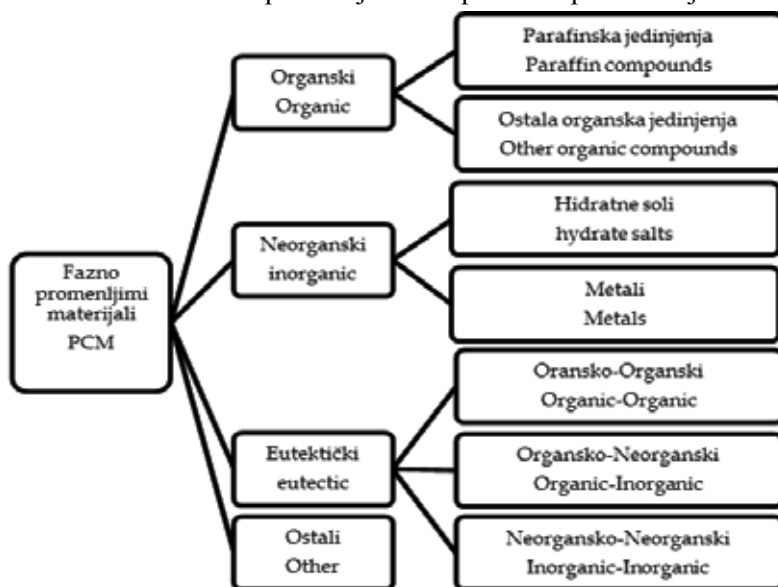 Fazno
promenljimi
materijali
PCM
Organski
Organic
Parafinska jedinjenja
Paraffin compounds
Ostala organska jedinjenja
Other organic compounds
Neorganski
inorganic
Hidratne soli
hydrate salts
Metali
Metals
Eutektički
eutectic
Oransko-Organski
Organic-Organic
Organsko-Neorganski
Organic-Inorganic
Neorgansko-Neorganski
Inorganic-Inorganic
Ostali
Other